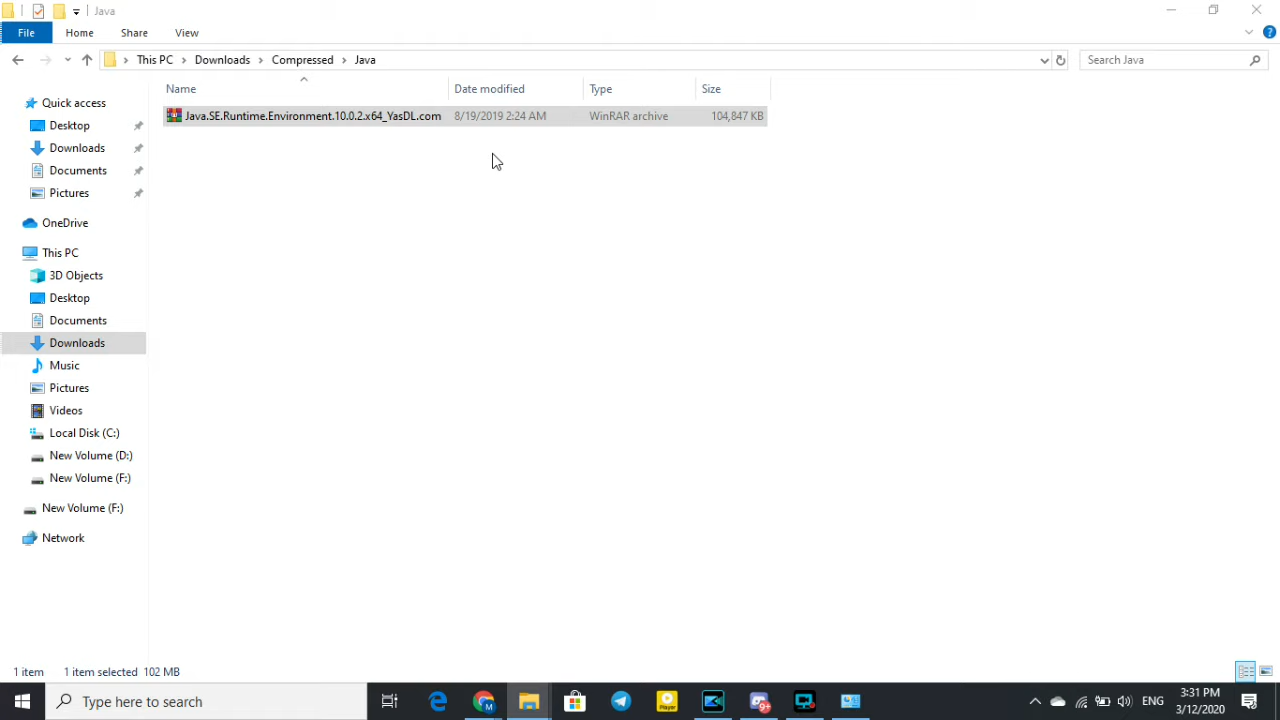 Java
File
Home
Share
View
This PC
Downloads
Compressed
Java
Search Java
Name
Date modified
Type
Size
Java.SE.Runtime.Environment.10.0.2.x64_YasDL.com
8/19/2019 2:24 AM
WinRAR archive
104,847 KB
Quick access
Desktop
Downloads
Documents
Pictures
OneDrive
This PC
3D Objects
Desktop
Documents
Downloads
Music
Pictures
Videos
Local Disk (C:)
New Volume (D:)
New Volume (F:)
New Volume (F:)
Network
1 item
1 item selected 102 MB
Type here to search
Player
9+
ENG
3:31 PM
3/12/2020